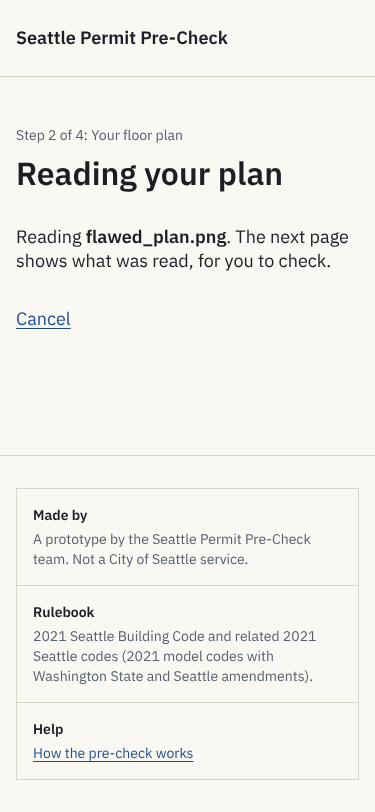 Seattle Permit Pre-Check
Step 2 of 4: Your floor plan
Reading your plan
Reading flawed_plan.png. The next page
shows what was read, for you to check.
Cancel
Made by
A prototype by the Seattle Permit Pre-Check
team. Not a City of Seattle service.
Rulebook
2021 Seattle Building Code and related 2021
Seattle codes (2021 model codes with
Washington State and Seattle amendments).
Help
How the pre-check works